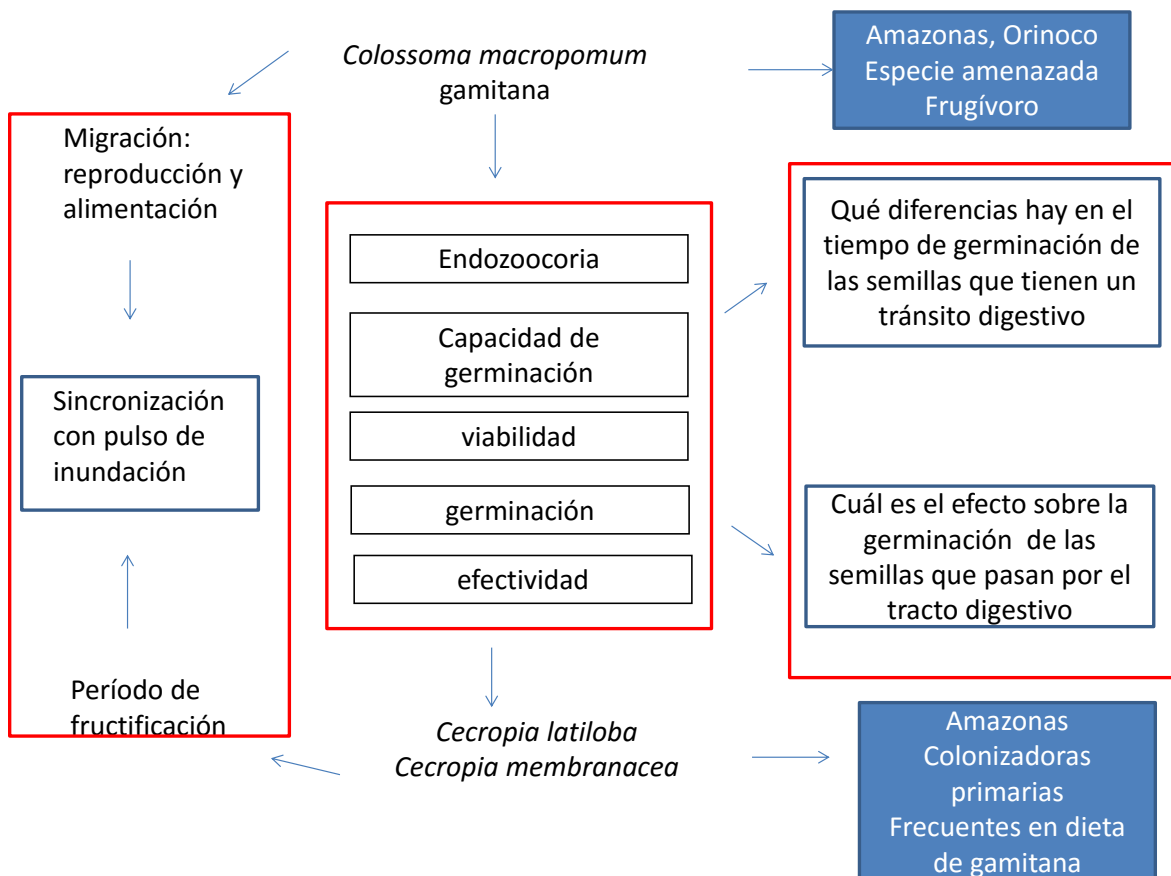 Colossoma macropomum
gamitana
Amazonas, Orinoco
Especie amenazada
Frugívoro
Migración:
reproducción y
alimentación
Sincronización
con pulso de
inundación
Período de
fructificación
Endozoocoria
Capacidad de
germinación
viabilidad
germinación
efectividad
Qué diferencias hay en el
tiempo de germinación de
las semillas que tienen un
tránsito digestivo
Cuál es el efecto sobre la
germinación de las
semillas que pasan por el
tracto digestivo
Cecropia latiloba
Cecropia membranacea
Amazonas
Colonizadoras
primarias
Frecuentes en dieta
de gamitana